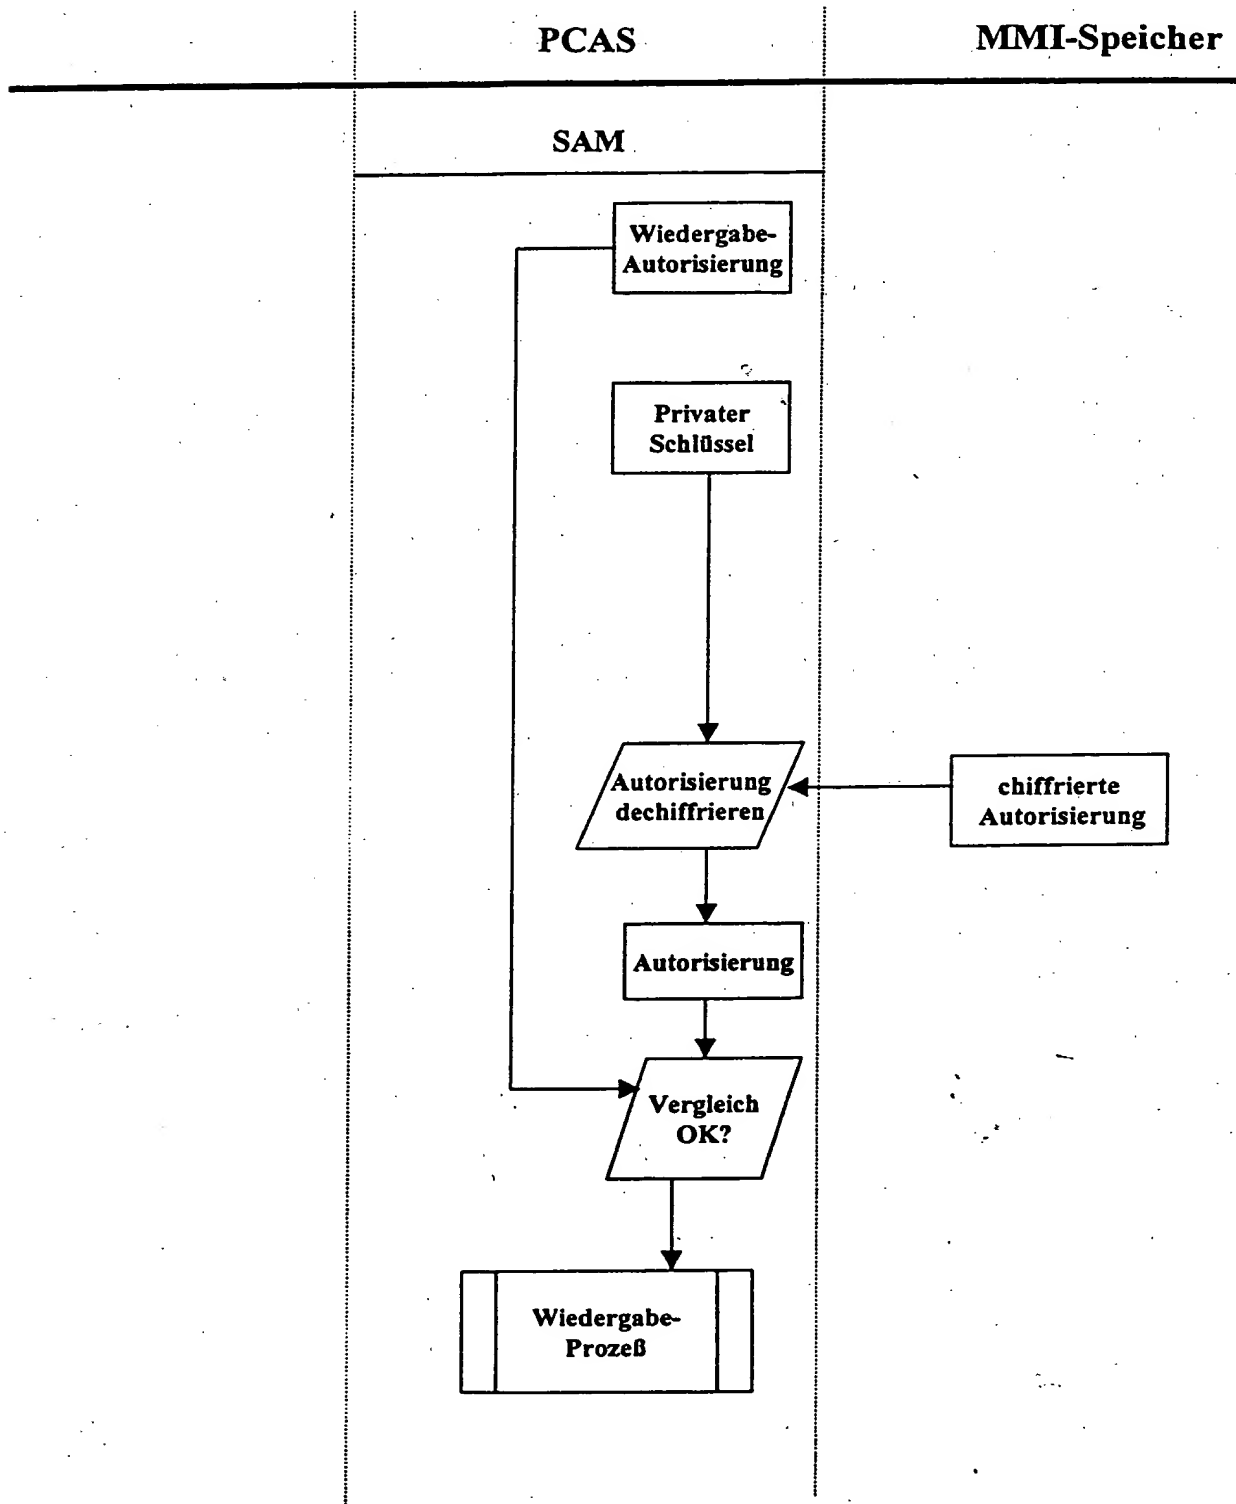 PCAS
MMI-Speicher
SAM
Wiedergabe-
Autorisierung
Privater
Schlüssel
Autorisierung
dechiffrieren
chiffrierte
Autorisierung
Autorisierung
Vergleich
OK?
Wiedergabe-
Prozeß